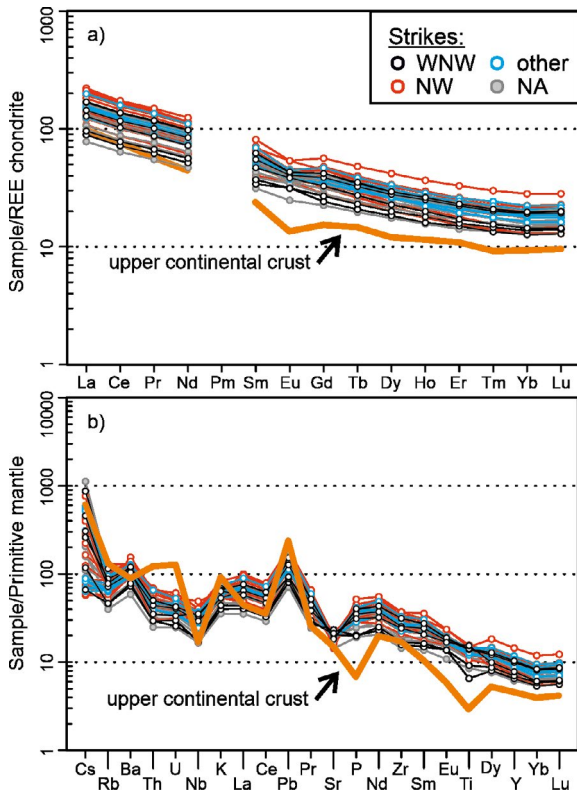 1000
a)
Strikes:
WNW other
NW NA
100
Sample/REE chondrite
10
upper continental crust
1
La Ce Pr Nd Pm Sm Eu Gd Tb Dy Ho Er Tm Yb Lu
10000
b)
1000
Sample/Primitive mantle
100
10
upper continental crust
1
Cs Ba U K Ce Pr P Zr Eu Dy Yb
Rb Th Nb La Pb Sr Nd Sm Ti Y Lu